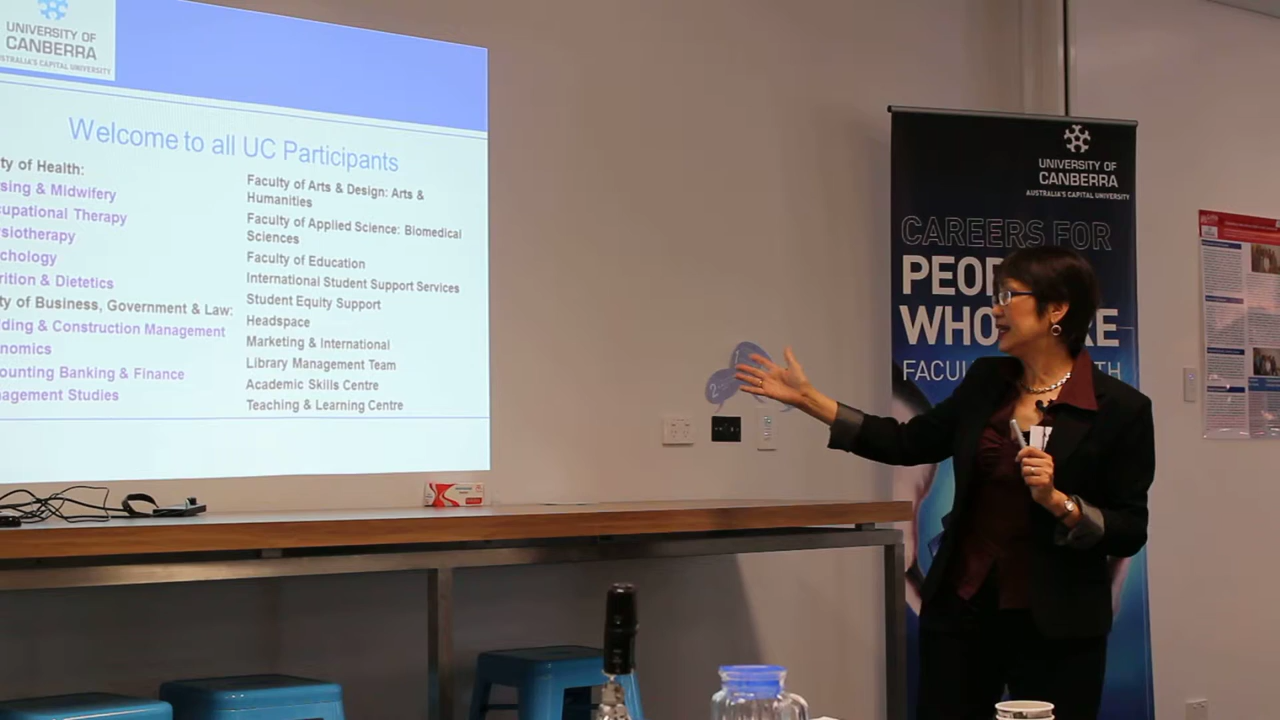 UNIVERSITY OF
CANBERRA
AUSTRALIA'S CAPITAL UNIVERSITY
Welcome to all UC Participants
ty of Health:
sing & Midwifery
cupational Therapy
siotherapy
chology
rition & Dietetics
ty of Business, Government & Law:
ding & Construction Management
nomics
ounting Banking & Finance
nagement Studies
Faculty of Arts & Design: Arts &
Humanities
Faculty of Applied Science: Biomedical
Sciences
Faculty of Education
International Student Support Services
Student Equity Support
Headspace
Marketing & International
Library Management Team
Academic Skills Centre
Teaching & Learning Centre
UNIVERSITY OF
CANBERRA
AUSTRALIA'S CAPITAL UNIVERSITY
CAREERS FOR
PEO
WHO RE
FACUL TH